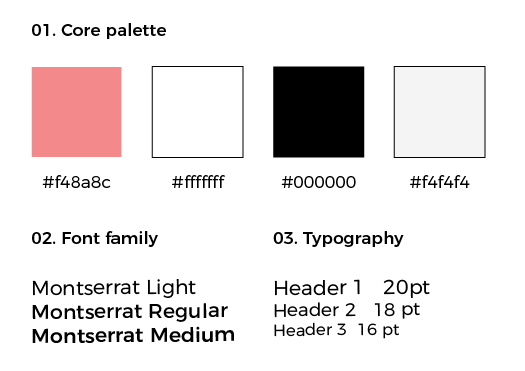 01. Core palette
#f48a8c
#fffffff
#000000
#f4f4f4
02. Font family
Montserrat Light
Montserrat Regular
Montserrat Medium
03. Typography
Header 1 20pt
Header 2 18 pt
Header 3 16 pt